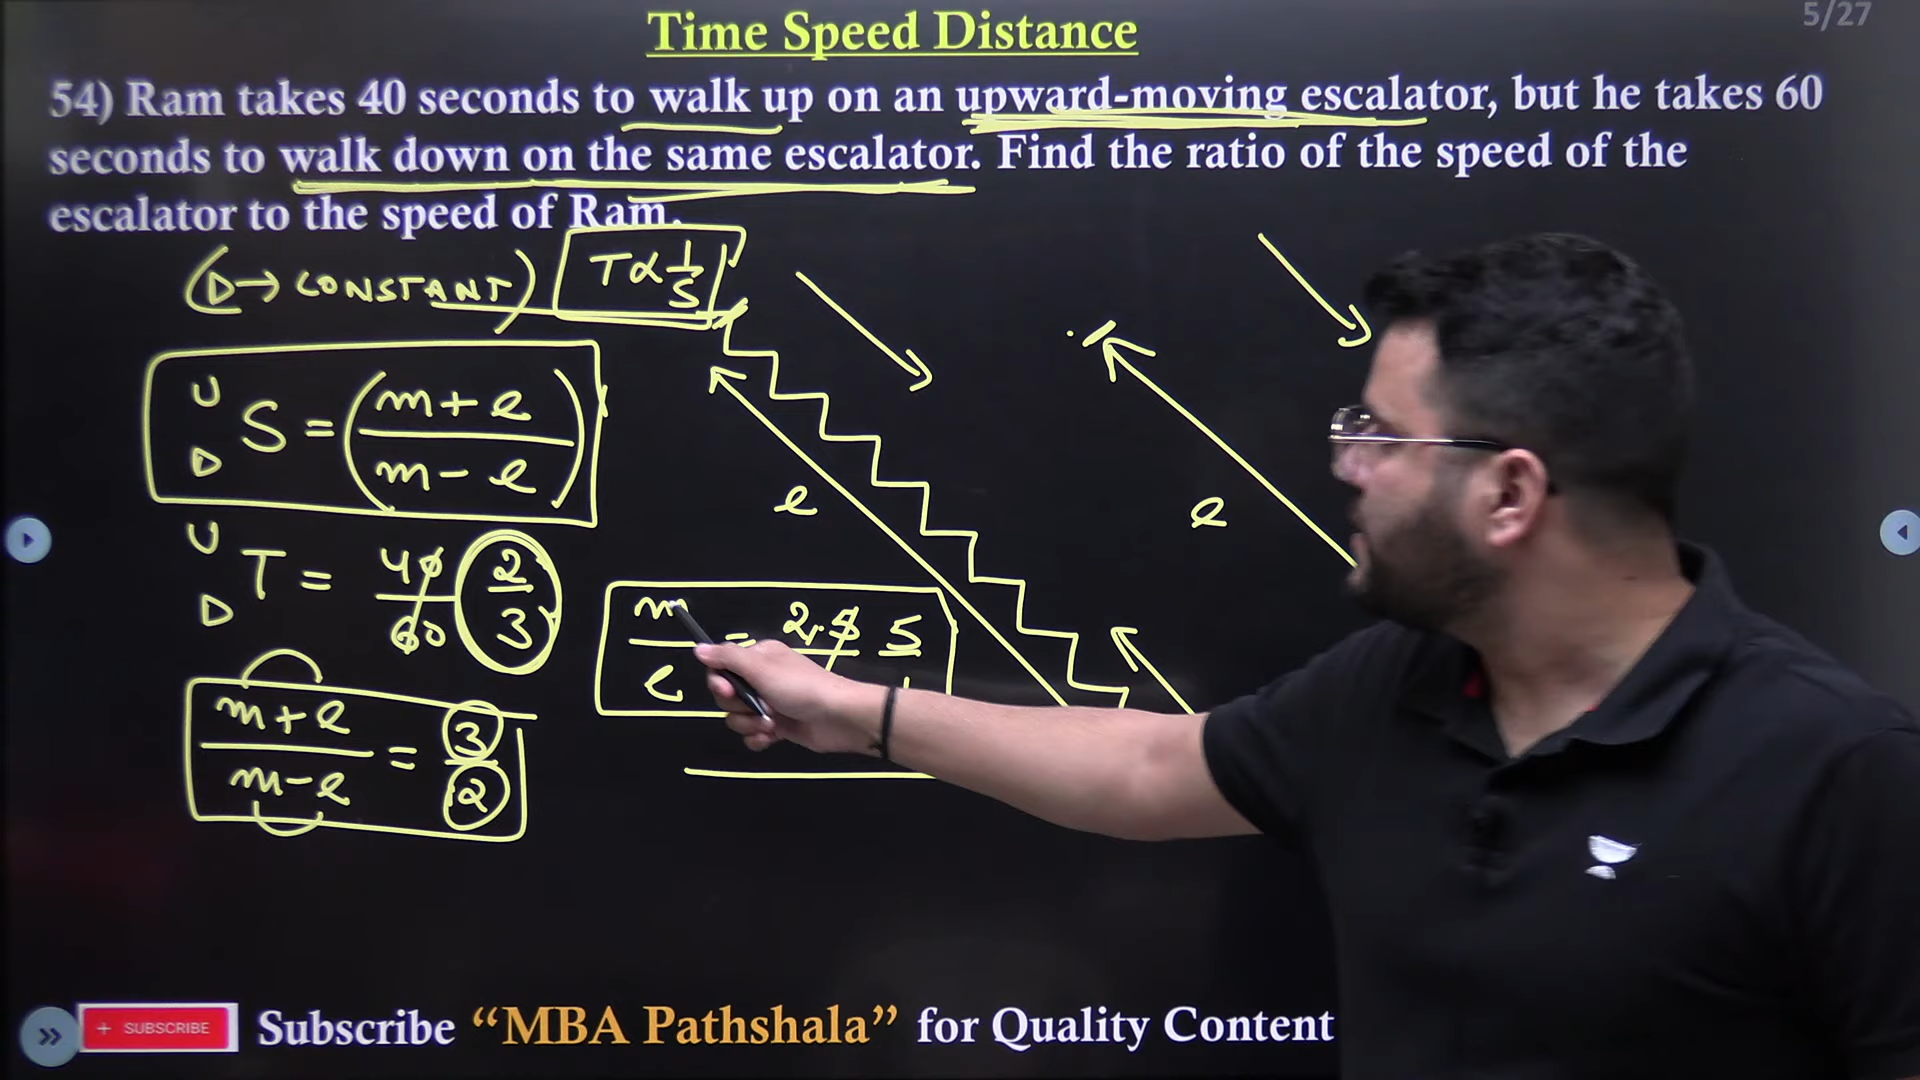 5/27
Time Speed Distance
54) Ram takes 40 seconds to walk up on an upward-moving escalator, but he takes 60
seconds to walk down on the same escalator. Find the ratio of the speed of the
escalator to the speed of Ram.
(D→ CONSTANT) T∝1/S
U/D S = (m+e/m-e)
U/D T = 40/60 2/3
m+e/m-e = 3/2
m/e = 2.5 5
e
e
+ SUBSCRIBE
Subscribe “MBA Pathshala” for Quality Content